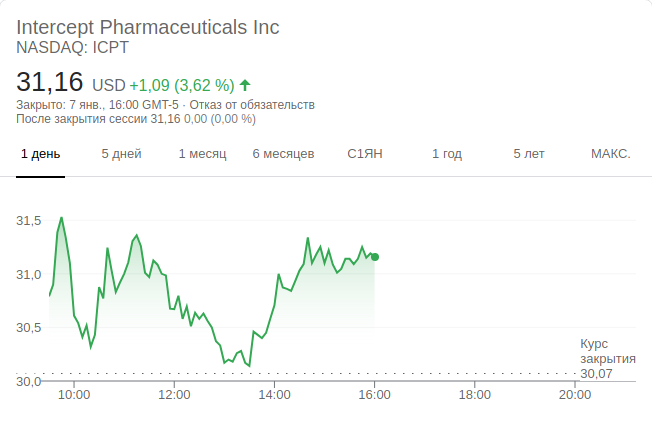 Intercept Pharmaceuticals Inc
NASDAQ: ICPT
31,16 USD +1,09 (3,62 %)
Закрыто: 7 янв., 16:00 GMT-5 · Отказ от обязательств
После закрытия сессии 31,16 0,00 (0,00 %)
1 день 5 дней 1 месяц 6 месяцев С1ЯН 1 год 5 лет МАКС.
31,5
31,0
30,5
30,0
Курс
закрытия
30,07
10:00 12:00 14:00 16:00 18:00 20:00